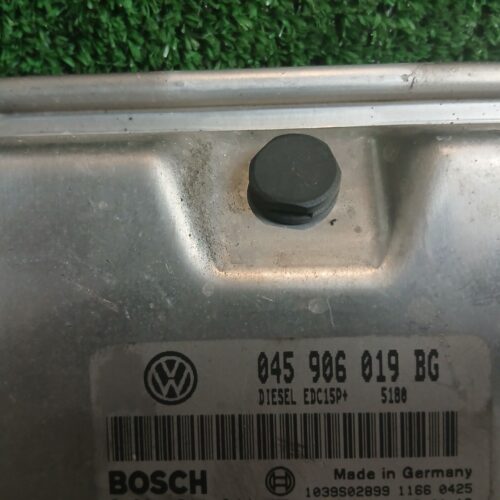 045 906 019 BG
DIESEL EDC15P+ 5180
BOSCH
Made in Germany
1039S02899 1166 0425